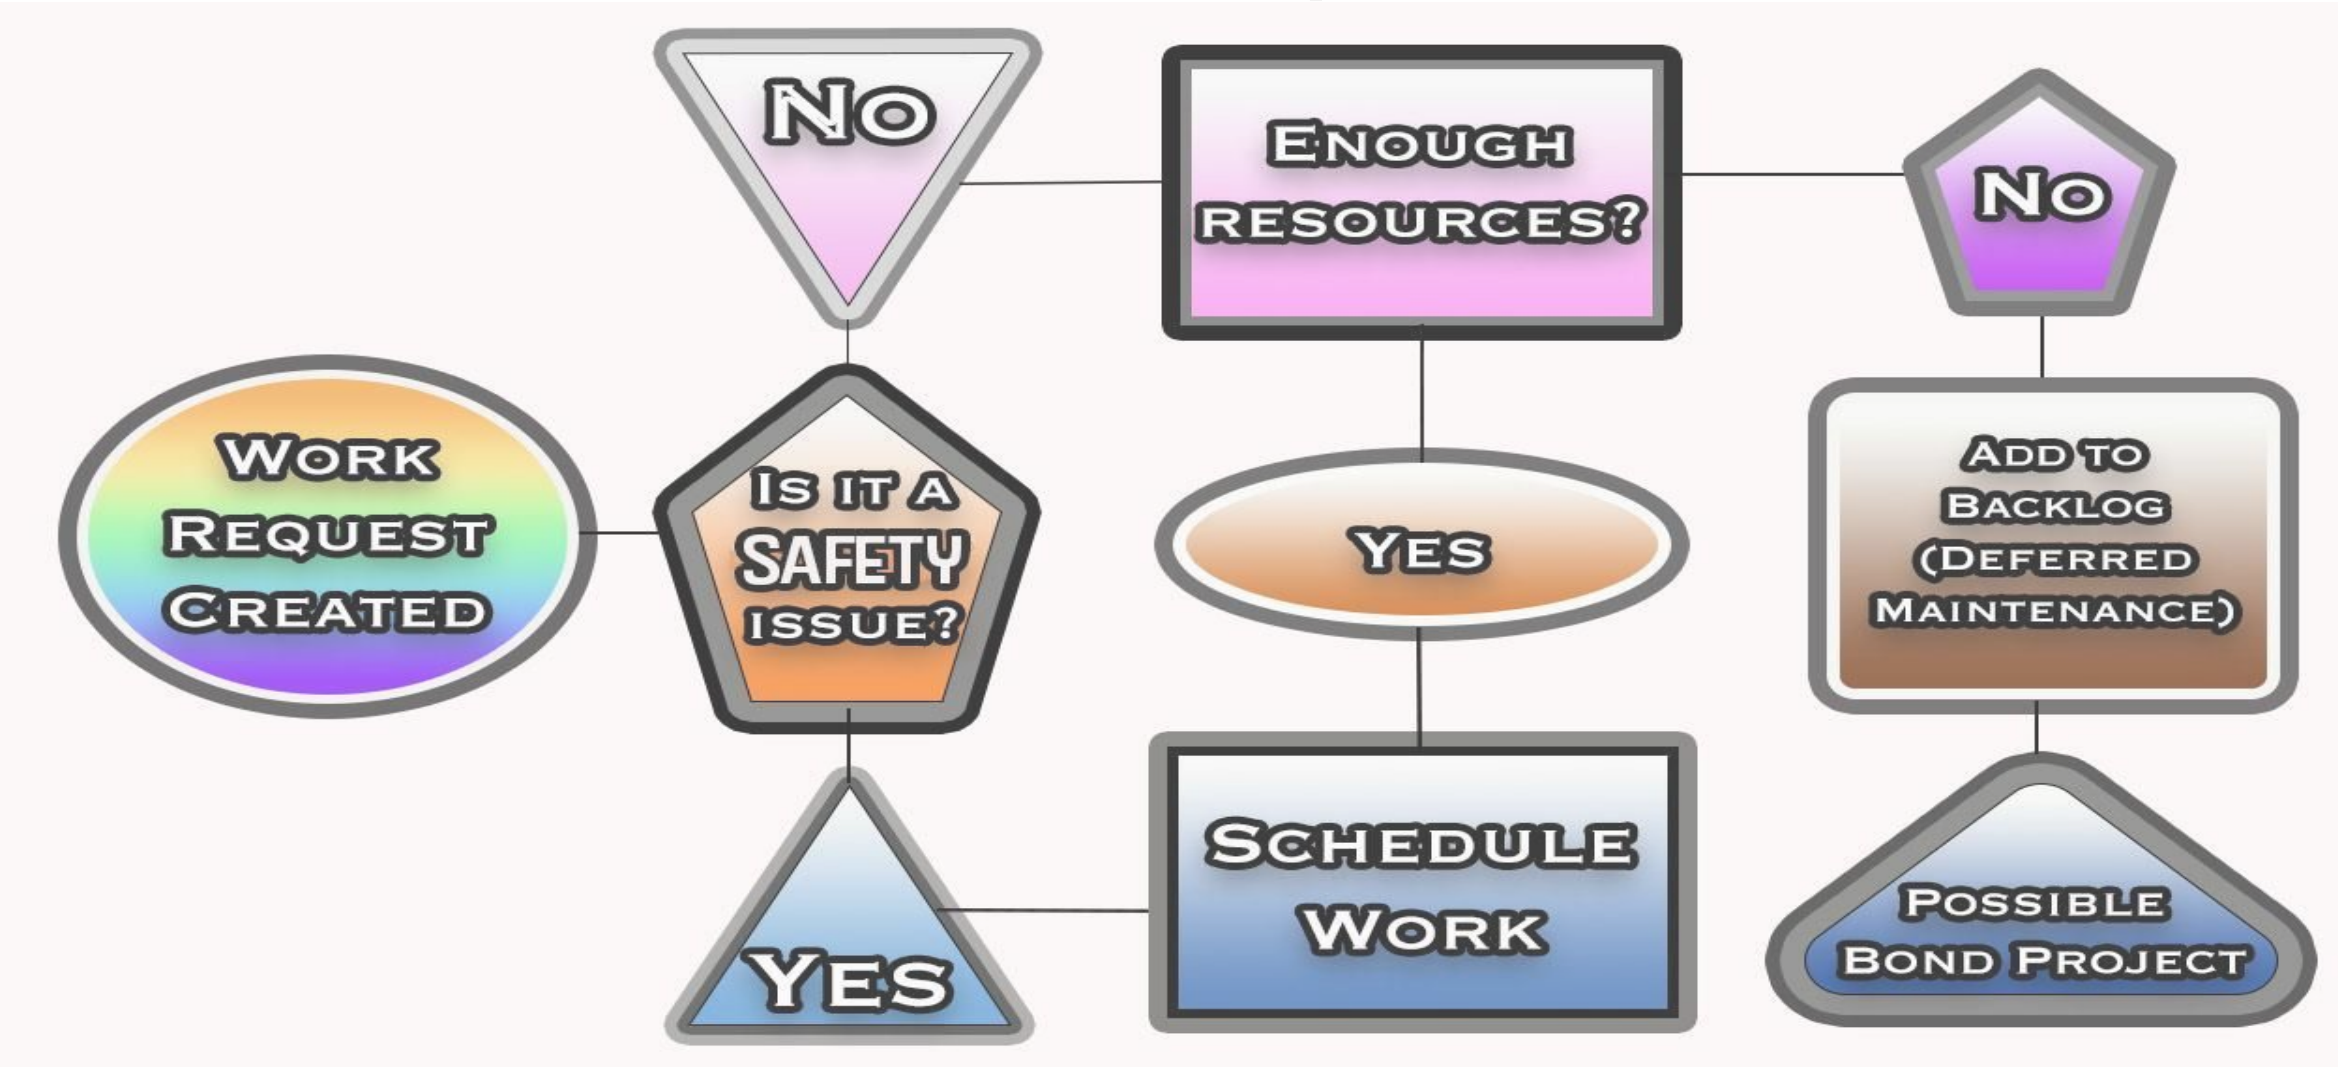 No
Enough
resources?
No
Work
Request
Created
Is it a
SAFETY
issue?
Yes
Add to
Backlog
(Deferred
Maintenance)
Yes
Schedule
Work
Possible
Bond Project